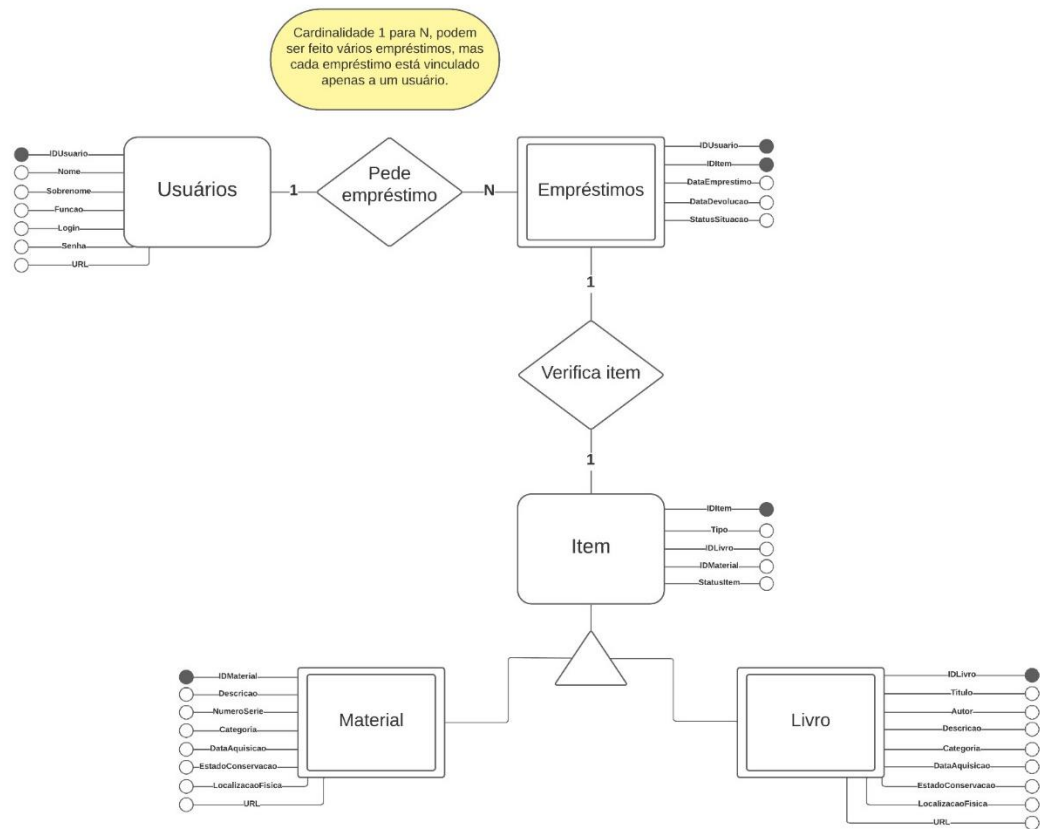 Cardinalidade 1 para N, podem
ser feito vários empréstimos, mas
cada empréstimo está vinculado
apenas a um usuário.
IDUsuario
Nome
Sobrenome
Funcao
Login
Senha
URL
Usuários
1
Pede
empréstimo
N
Empréstimos
IDUsuario
IDItem
DataEmprestimo
DataDevolucao
StatusSituacao
1
Verifica item
1
Item
IDItem
Tipo
IDLivro
IDMaterial
StatusItem
IDMaterial
Descricao
NumeroSerie
Categoria
DataAquisicao
EstadoConservacao
LocalizacaoFisica
URL
Material
Livro
IDLivro
Titulo
Autor
Descricao
Categoria
DataAquisicao
EstadoConservacao
LocalizacaoFisica
URL